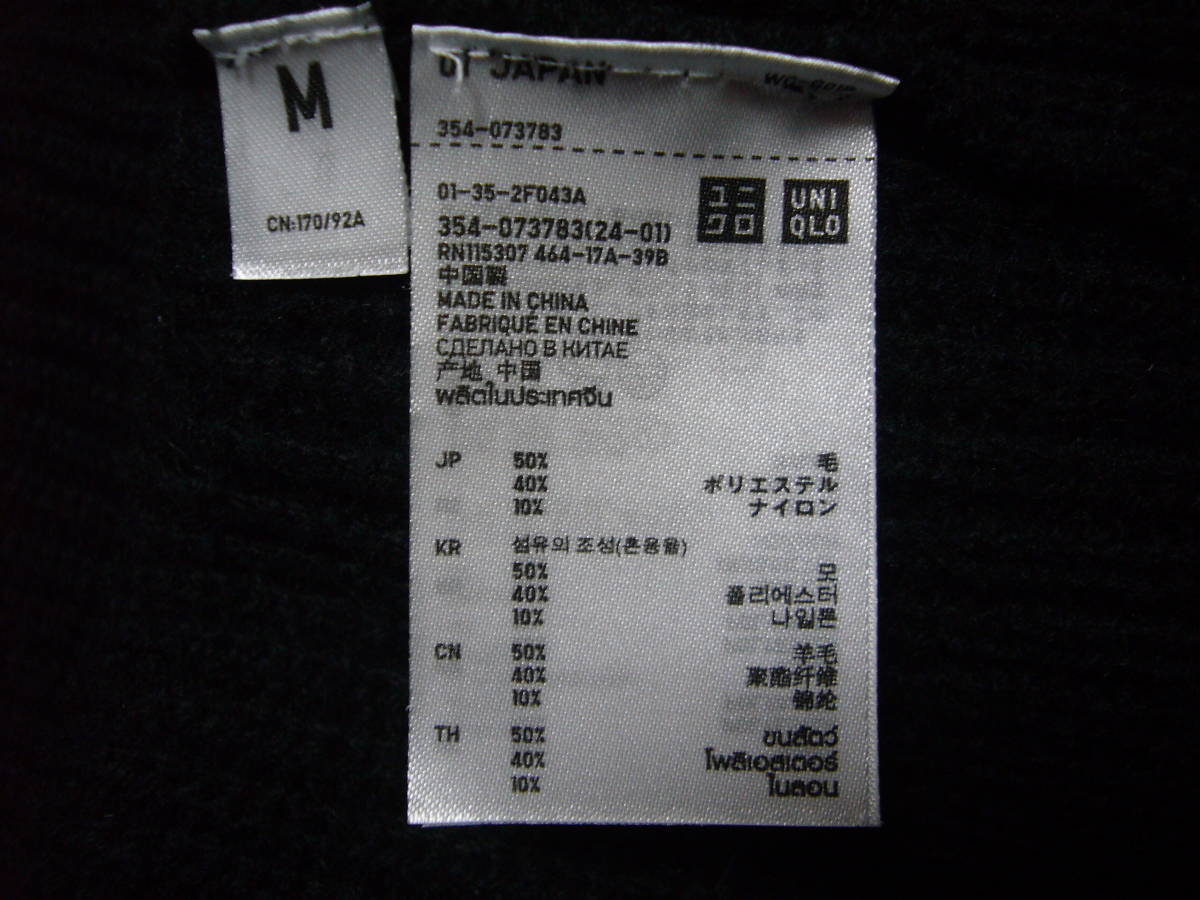 M
CN:170/92A
01 JAPAN
354-073783
01-35-2F043A
ユニ
クロ
UNI
QLO
354-073783(24-01)
RN115307 464-17A-39B
中国製
MADE IN CHINA
FABRIQUÉ EN CHINE
СДЕЛАНО В КИТАЕ
产地 中国
ผลิตในประเทศจีน
JP 50% 毛
40% ポリエステル
10% ナイロン
KR 섬유의 조성(혼용율)
50% 모
40% 폴리에스터
10% 나일론
CN 50% 羊毛
40% 聚酯纤维
10% 锦纶
TH 50% ขนสัตว์
40% โพลิเอสเตอร์
10% ไนลอน